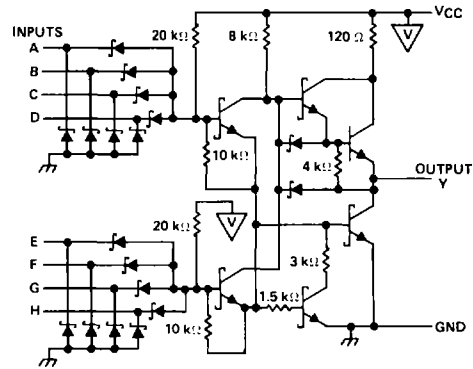 INPUTS
A
B
C
D
20 kΩ
8 kΩ
120 Ω
VCC
V
10 kΩ
4 kΩ
OUTPUT
Y
20 kΩ
V
E
F
G
H
3 kΩ
1.5 kΩ
10 kΩ
GND